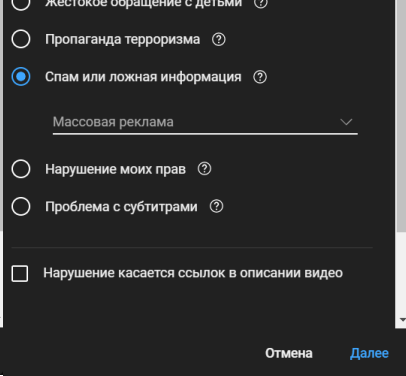 Жестокое обращение с детьми
Пропаганда терроризма
Спам или ложная информация
Массовая реклама
Нарушение моих прав
Проблема с субтитрами
Нарушение касается ссылок в описании видео
Отмена Далее